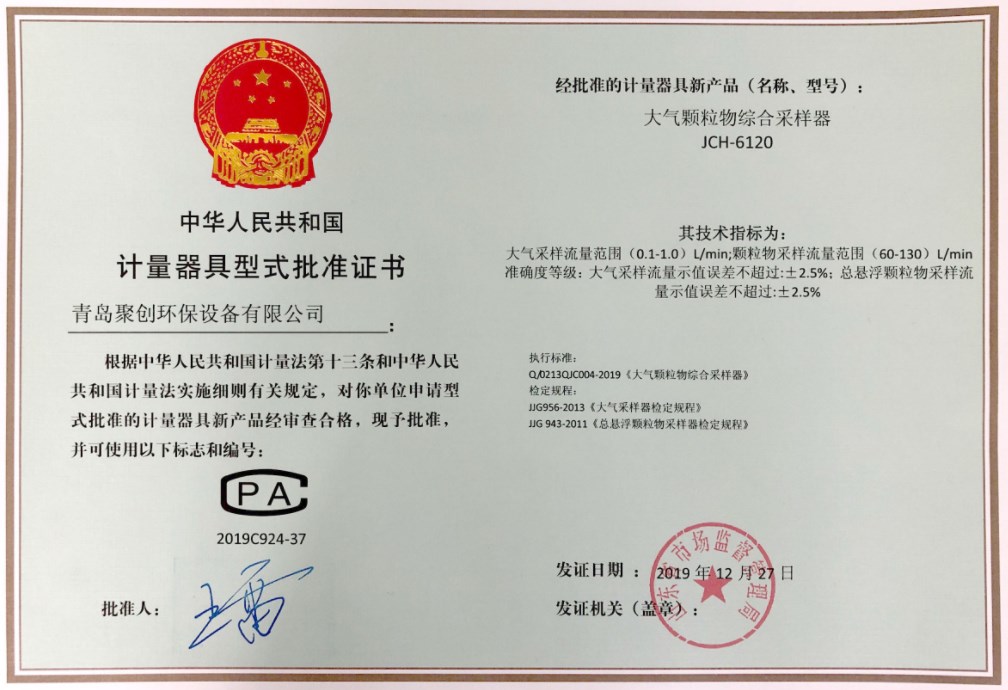 中华人民共和国
计量器具型式批准证书
青岛聚创环保设备有限公司：
根据中华人民共和国计量法第十三条和中华人民
共和国计量法实施细则有关规定，对你单位申请型
式批准的计量器具新产品经审查合格，现予批准，
并可使用以下标志和编号：
CPA
2019C924-37
批准人：
经批准的计量器具新产品（名称、型号）：
大气颗粒物综合采样器
JCH-6120
其技术指标为：
大气采样流量范围（0.1-1.0）L/min;颗粒物采样流量范围（60-130）L/min
准确度等级：大气采样流量示值误差不超过:±2.5%；总悬浮颗粒物采样流
量示值误差不超过:±2.5%
执行标准：
Q/0213QJC004-2019《大气颗粒物综合采样器》
检定规程：
JJG956-2013《大气采样器检定规程》
JJG 943-2011《总悬浮颗粒物采样器检定规程》
发证日期：2019 年 12 月 27 日
发证机关（盖章）：
山东省市场监督管理局